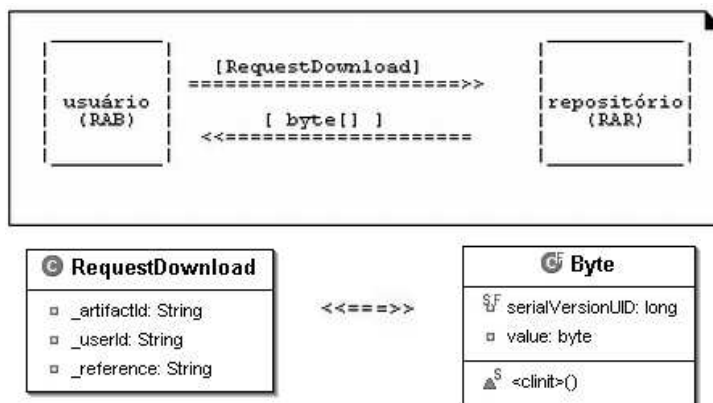 [RequestDownload]
=====================>>
usuário
(RAB)
repositório
(RAR)
[ byte[] ]
<<===================
C RequestDownload
_artifactId: String
_userId: String
_reference: String
<<===>>
C F Byte
S F serialVersionUID: long
value: byte
S <clinit>()